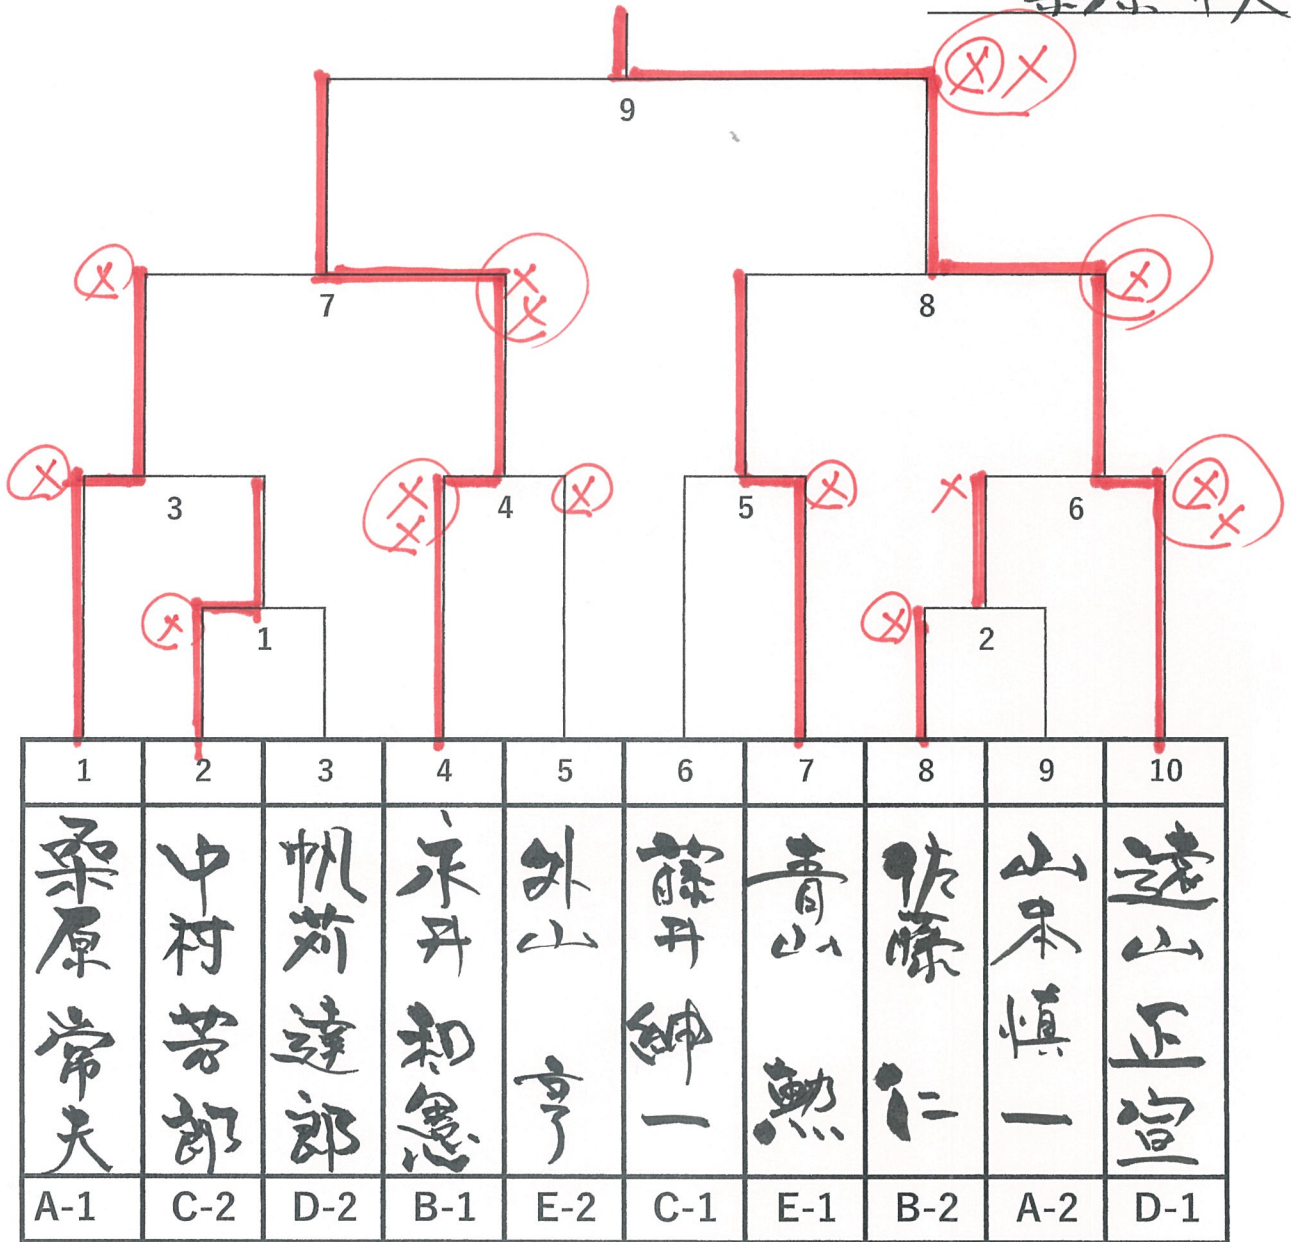 9
7
8
3
4
5
6
1
2
1 2 3 4 5 6 7 8 9 10
桑原 常夫
中村 芳郎
帆苅 達郎
永井 和愚
外山 亨
藤井 紳一
青山 勲
佐藤 仁
山本 慎一
遠山 正宣
A-1 C-2 D-2 B-1 E-2 C-1 E-1 B-2 A-2 D-1